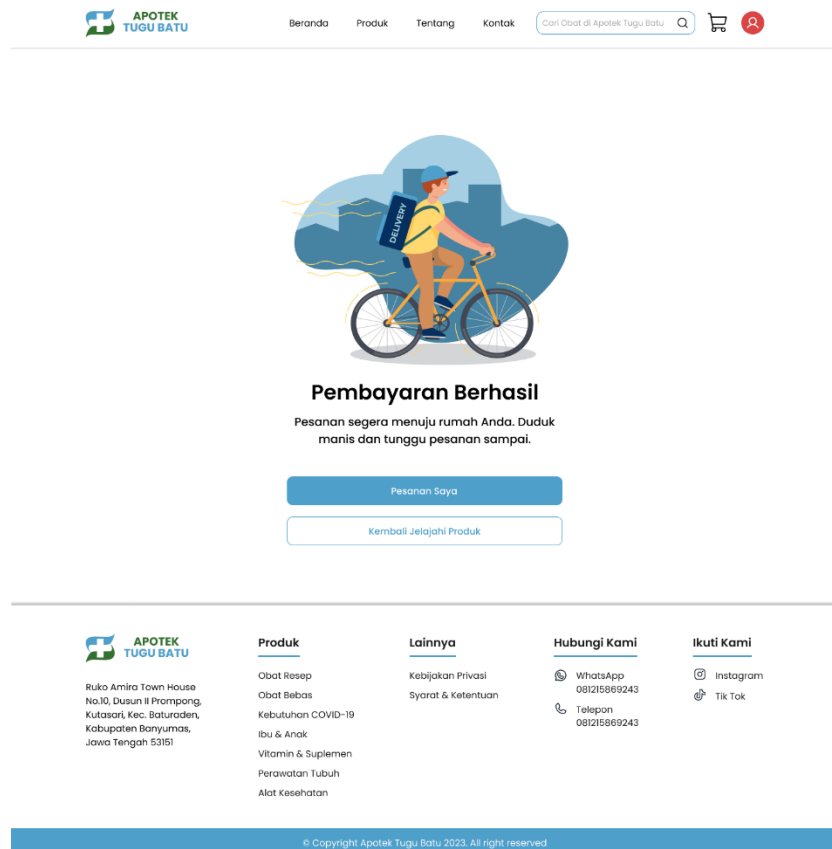 APOTEK
TUGU BATU
Beranda Produk Tentang Kontak Cari Obat di Apotek Tugu Batu
DELIVERY
Pembayaran Berhasil
Pesanan segera menuju rumah Anda. Duduk
manis dan tunggu pesanan sampai.
Pesanan Saya
Kembali Jelajahi Produk
APOTEK
TUGU BATU
Ruko Amira Town House
No.10, Dusun II Prompong,
Kutasari, Kec. Baturaden,
Kabupaten Banyumas,
Jawa Tengah 53151
Produk
Obat Resep
Obat Bebas
Kebutuhan COVID-19
Ibu & Anak
Vitamin & Suplemen
Perawatan Tubuh
Alat Kesehatan
Lainnya
Kebijakan Privasi
Syarat & Ketentuan
Hubungi Kami
WhatsApp
081215869243
Telepon
081215869243
Ikuti Kami
Instagram
Tik Tok
© Copyright Apotek Tugu Batu 2023. All right reserved